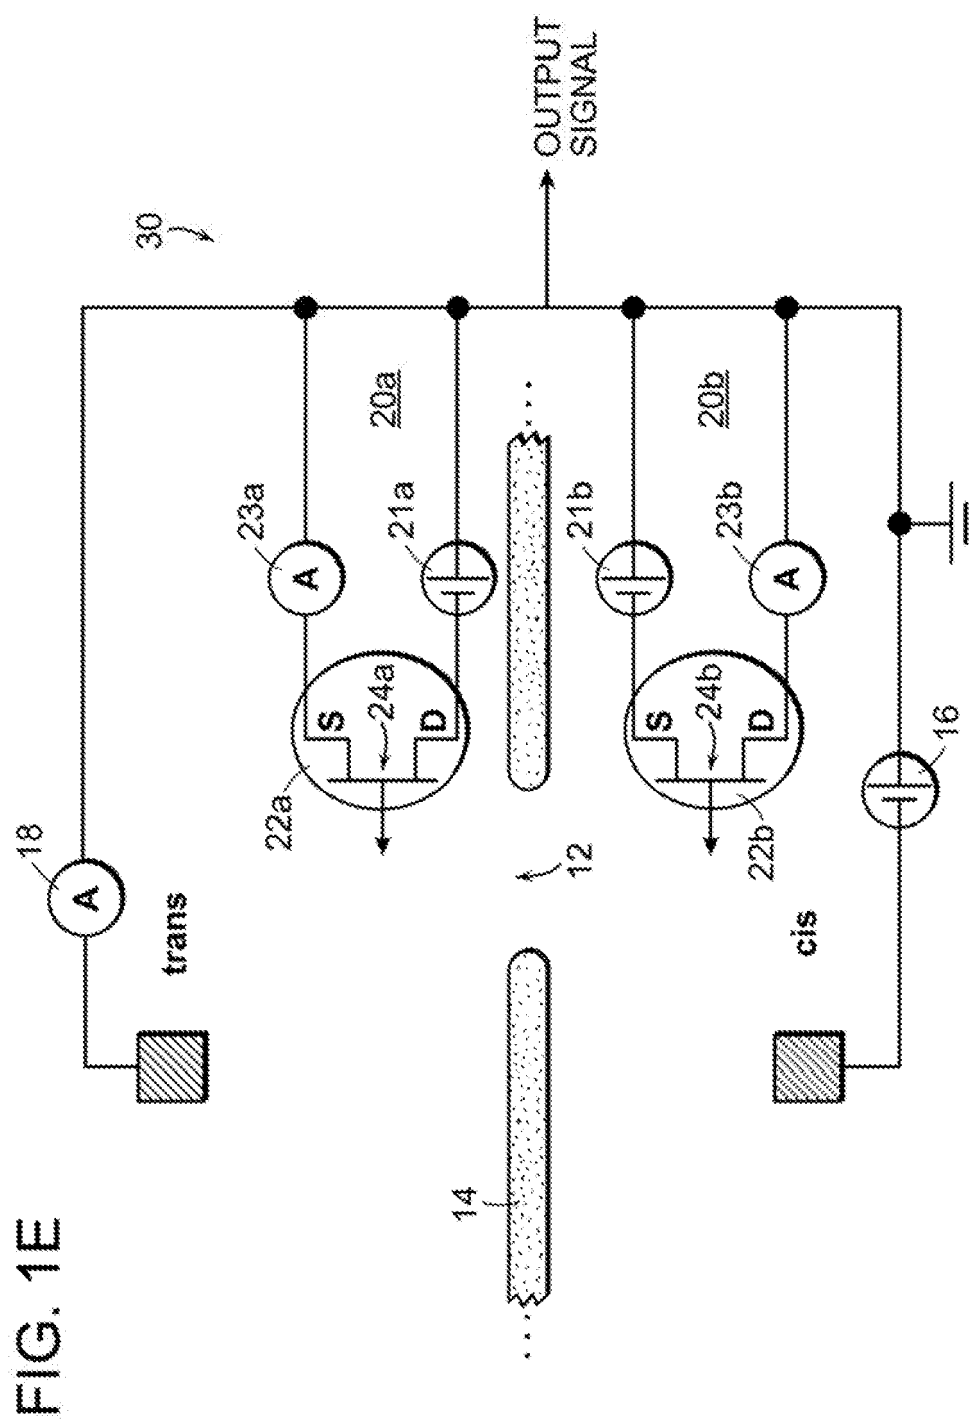 FIG. 1E
30
18
A
trans
23a
A
20a
22a
S
24a
D
21a
OUTPUT
SIGNAL
14
12
21b
20b
S
24b
D
22b
23b
A
cis
16